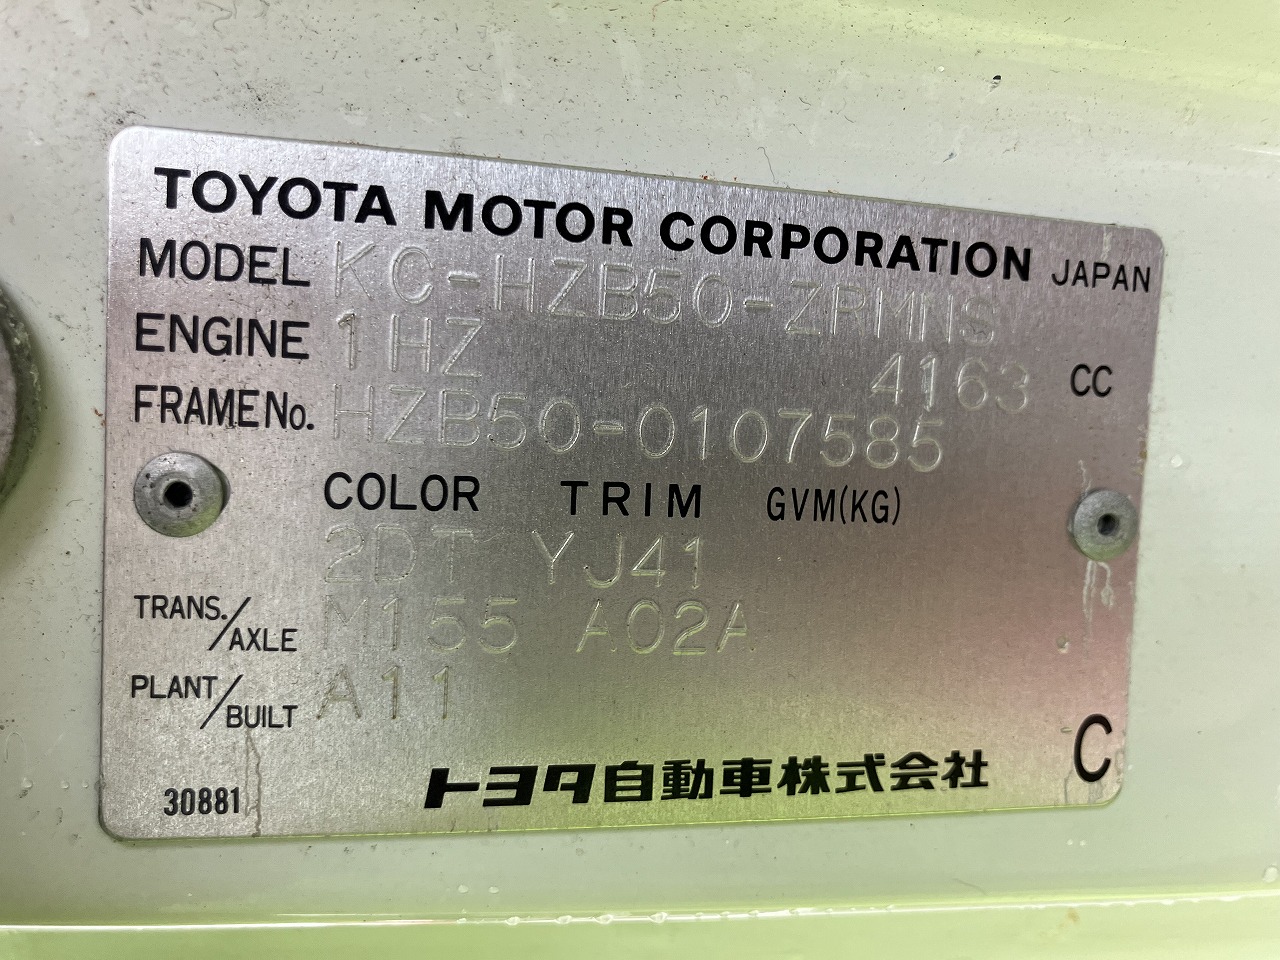 TOYOTA MOTOR CORPORATION JAPAN
MODEL KC-HZB50-ZRMNS
ENGINE 1HZ 4163 CC
FRAME No. HZB50-0107585
COLOR TRIM GVM(KG)
2DT YJ41
TRANS./AXLE M155 A02A
PLANT/BUILT A11
C
30881 トヨタ自動車株式会社